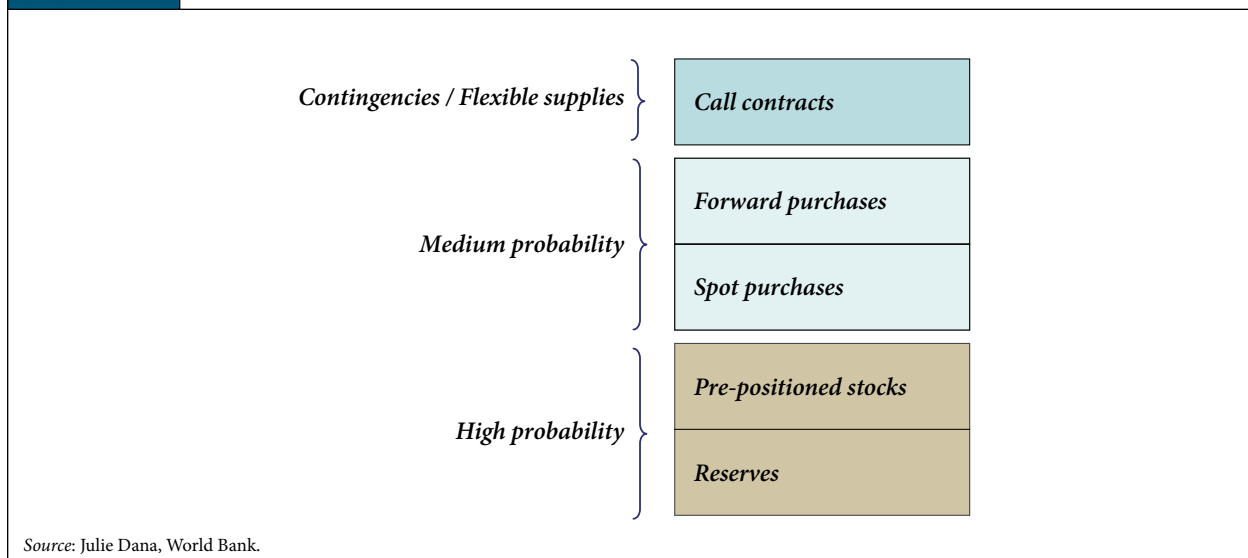 Contingencies / Flexible supplies
Call contracts
Medium probability
Forward purchases
Spot purchases
High probability
Pre-positioned stocks
Reserves
Source: Julie Dana, World Bank.